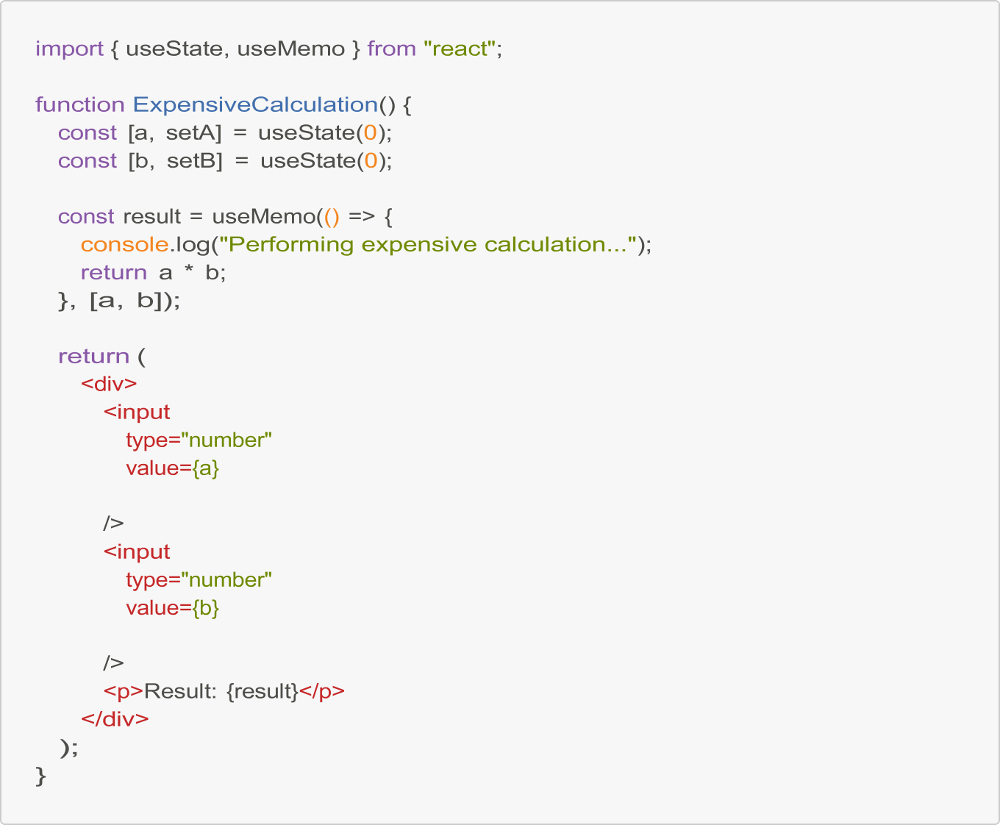 import { useState, useMemo } from "react";
function ExpensiveCalculation() {
const [a, setA] = useState(0);
const [b, setB] = useState(0);
const result = useMemo(() => {
console.log("Performing expensive calculation...");
return a * b;
}, [a, b]);
return (
<div>
<input
type="number"
value={a}
/>
<input
type="number"
value={b}
/>
<p>Result: {result}</p>
</div>
);
}